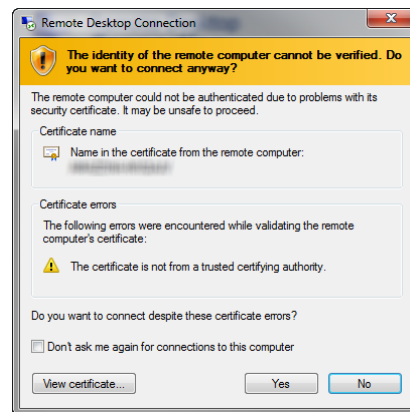 Remote Desktop Connection
The identity of the remote computer cannot be verified. Do
you want to connect anyway?
The remote computer could not be authenticated due to problems with its
security certificate. It may be unsafe to proceed.
Certificate name
Name in the certificate from the remote computer:
Certificate errors
The following errors were encountered while validating the remote
computer's certificate:
The certificate is not from a trusted certifying authority.
Do you want to connect despite these certificate errors?
Don't ask me again for connections to this computer
View certificate...
Yes
No